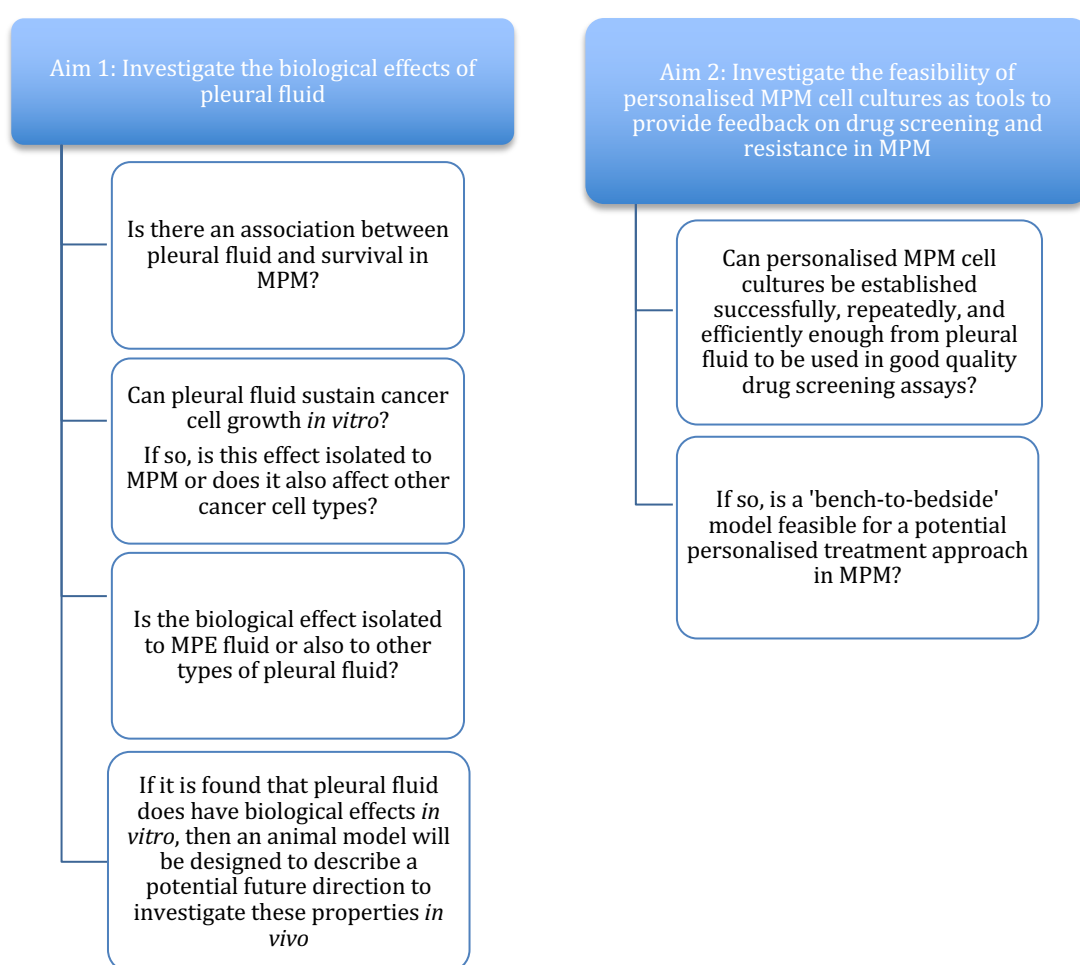 Aim 1: Investigate the biological effects of
pleural fluid
Is there an association between
pleural fluid and survival in
MPM?
Can pleural fluid sustain cancer
cell growth in vitro?
If so, is this effect isolated to
MPM or does it also affect other
cancer cell types?
Is the biological effect isolated
to MPE fluid or also to other
types of pleural fluid?
If it is found that pleural fluid
does have biological effects in
vitro, then an animal model will
be designed to describe a
potential future direction to
investigate these properties in
vivo
Aim 2: Investigate the feasibility of
personalised MPM cell cultures as tools to
provide feedback on drug screening and
resistance in MPM
Can personalised MPM cell
cultures be established
successfully, repeatedly, and
efficiently enough from pleural
fluid to be used in good quality
drug screening assays?
If so, is a 'bench-to-bedside'
model feasible for a potential
personalised treatment approach
in MPM?